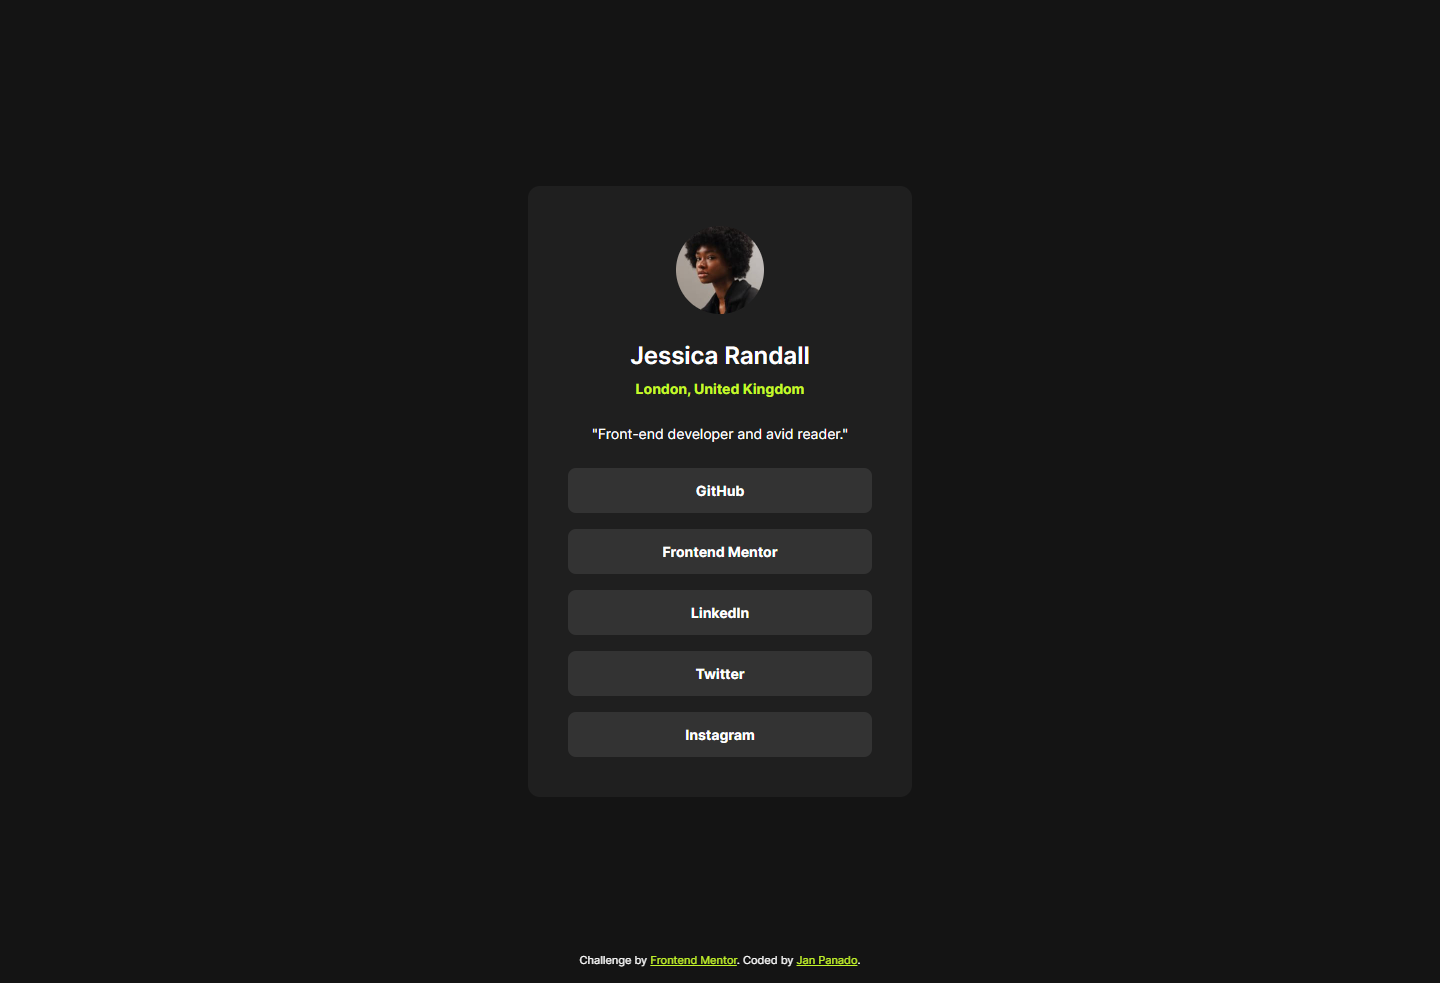 Jessica Randall
London, United Kingdom
"Front-end developer and avid reader."
GitHub
Frontend Mentor
LinkedIn
Twitter
Instagram
Challenge by Frontend Mentor. Coded by Jan Panado.